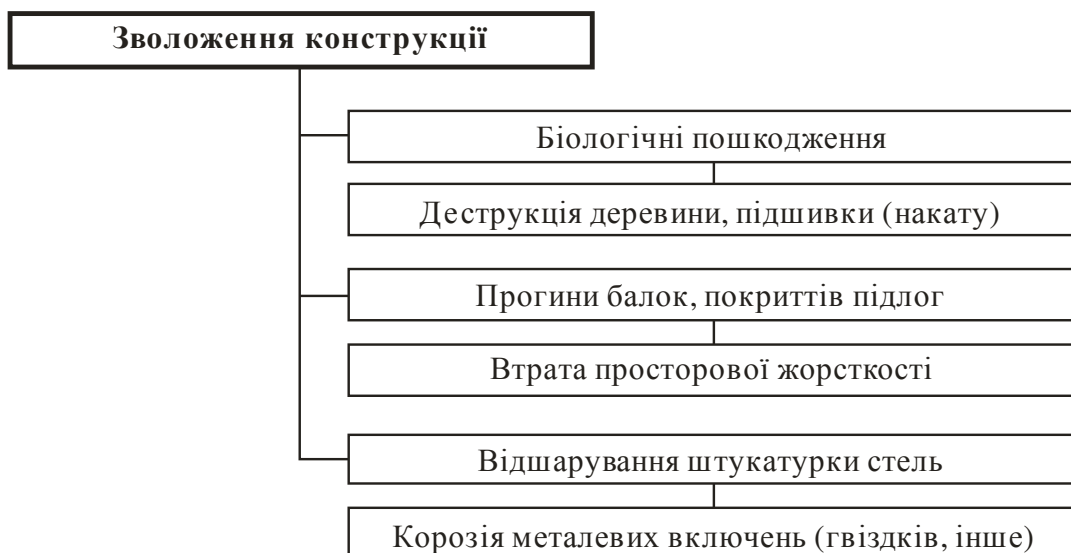 Зволоження конструкції
Біологічні пошкодження
Деструкція деревини, підшивки (накату)
Прогини балок, покриттів підлог
Втрата просторової жорсткості
Відшарування штукатурки стель
Корозія металевих включень (гвіздків, інше)